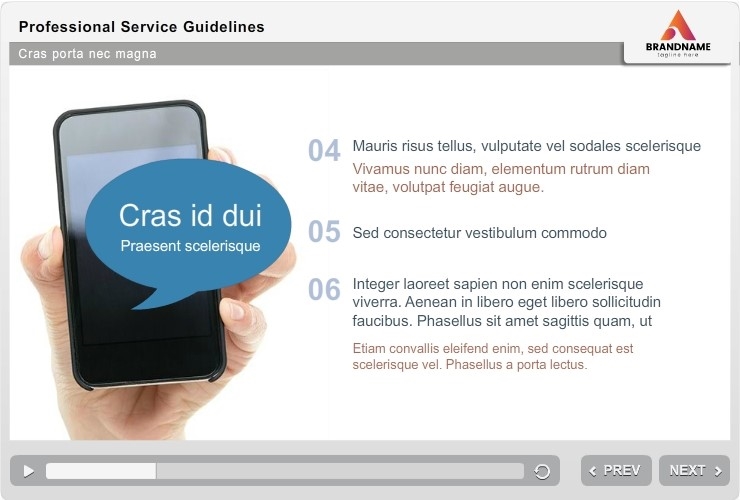 Professional Service Guidelines
BRANDNAME
tagline here
Cras porta nec magna
Cras id dui
Praesent scelerisque
04
Mauris risus tellus, vulputate vel sodales scelerisque
Vivamus nunc diam, elementum rutrum diam
vitae, volutpat feugiat augue.
05
Sed consectetur vestibulum commodo
06
Integer laoreet sapien non enim scelerisque
viverra. Aenean in libero eget libero sollicitudin
faucibus. Phasellus sit amet sagittis quam, ut
Etiam convallis eleifend enim, sed consequat est
scelerisque vel. Phasellus a porta lectus.
PREV
NEXT